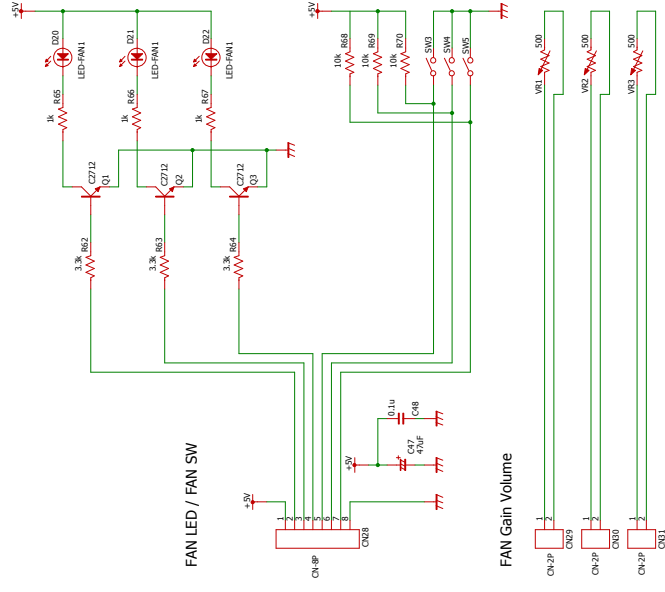 +5V
D20
LED-FAN1
D21
LED-FAN1
D22
LED-FAN1
R65
1k
R66
1k
R67
1k
C2712
Q1
C2712
Q2
C2712
Q3
3.3k R62
3.3k R63
3.3k R64
+5V
10k R68
10k R69
10k R70
SW3
SW4
SW5
500
VR1
500
VR2
500
VR3
FAN LED / FAN SW
+5V
1
2
3
4
5
6
7
8
CN28
CN-8P
+5V
0.1u
C48
+
C47
47uF
FAN Gain Volume
1
2
CN29
CN-2P
1
2
CN30
CN-2P
1
2
CN31
CN-2P